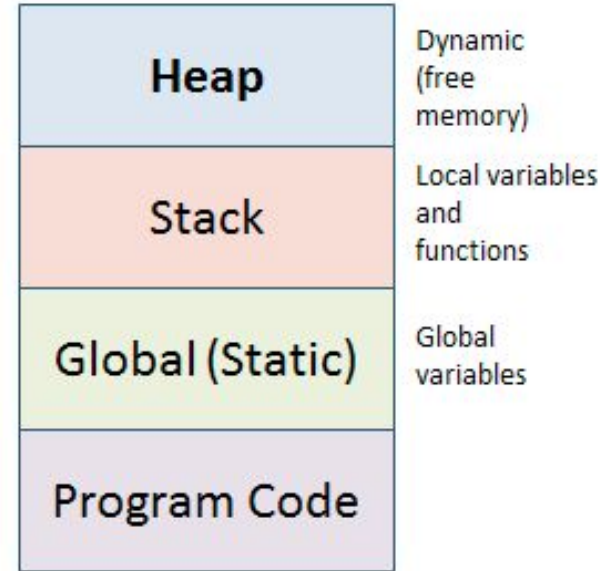 Heap
Dynamic
(free
memory)
Stack
Local variables
and
functions
Global (Static)
Global
variables
Program Code